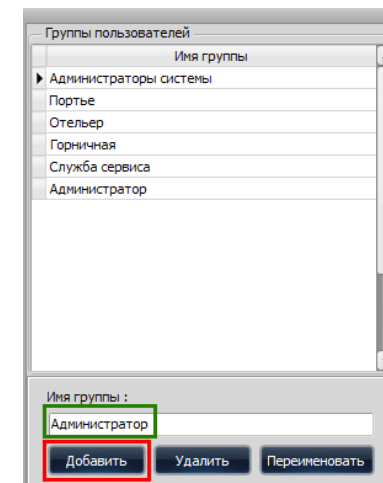 Группы пользователей
Имя группы
Администраторы системы
Портье
Отельер
Горничная
Служба сервиса
Администратор
Имя группы :
Администратор
Добавить Удалить Переименовать